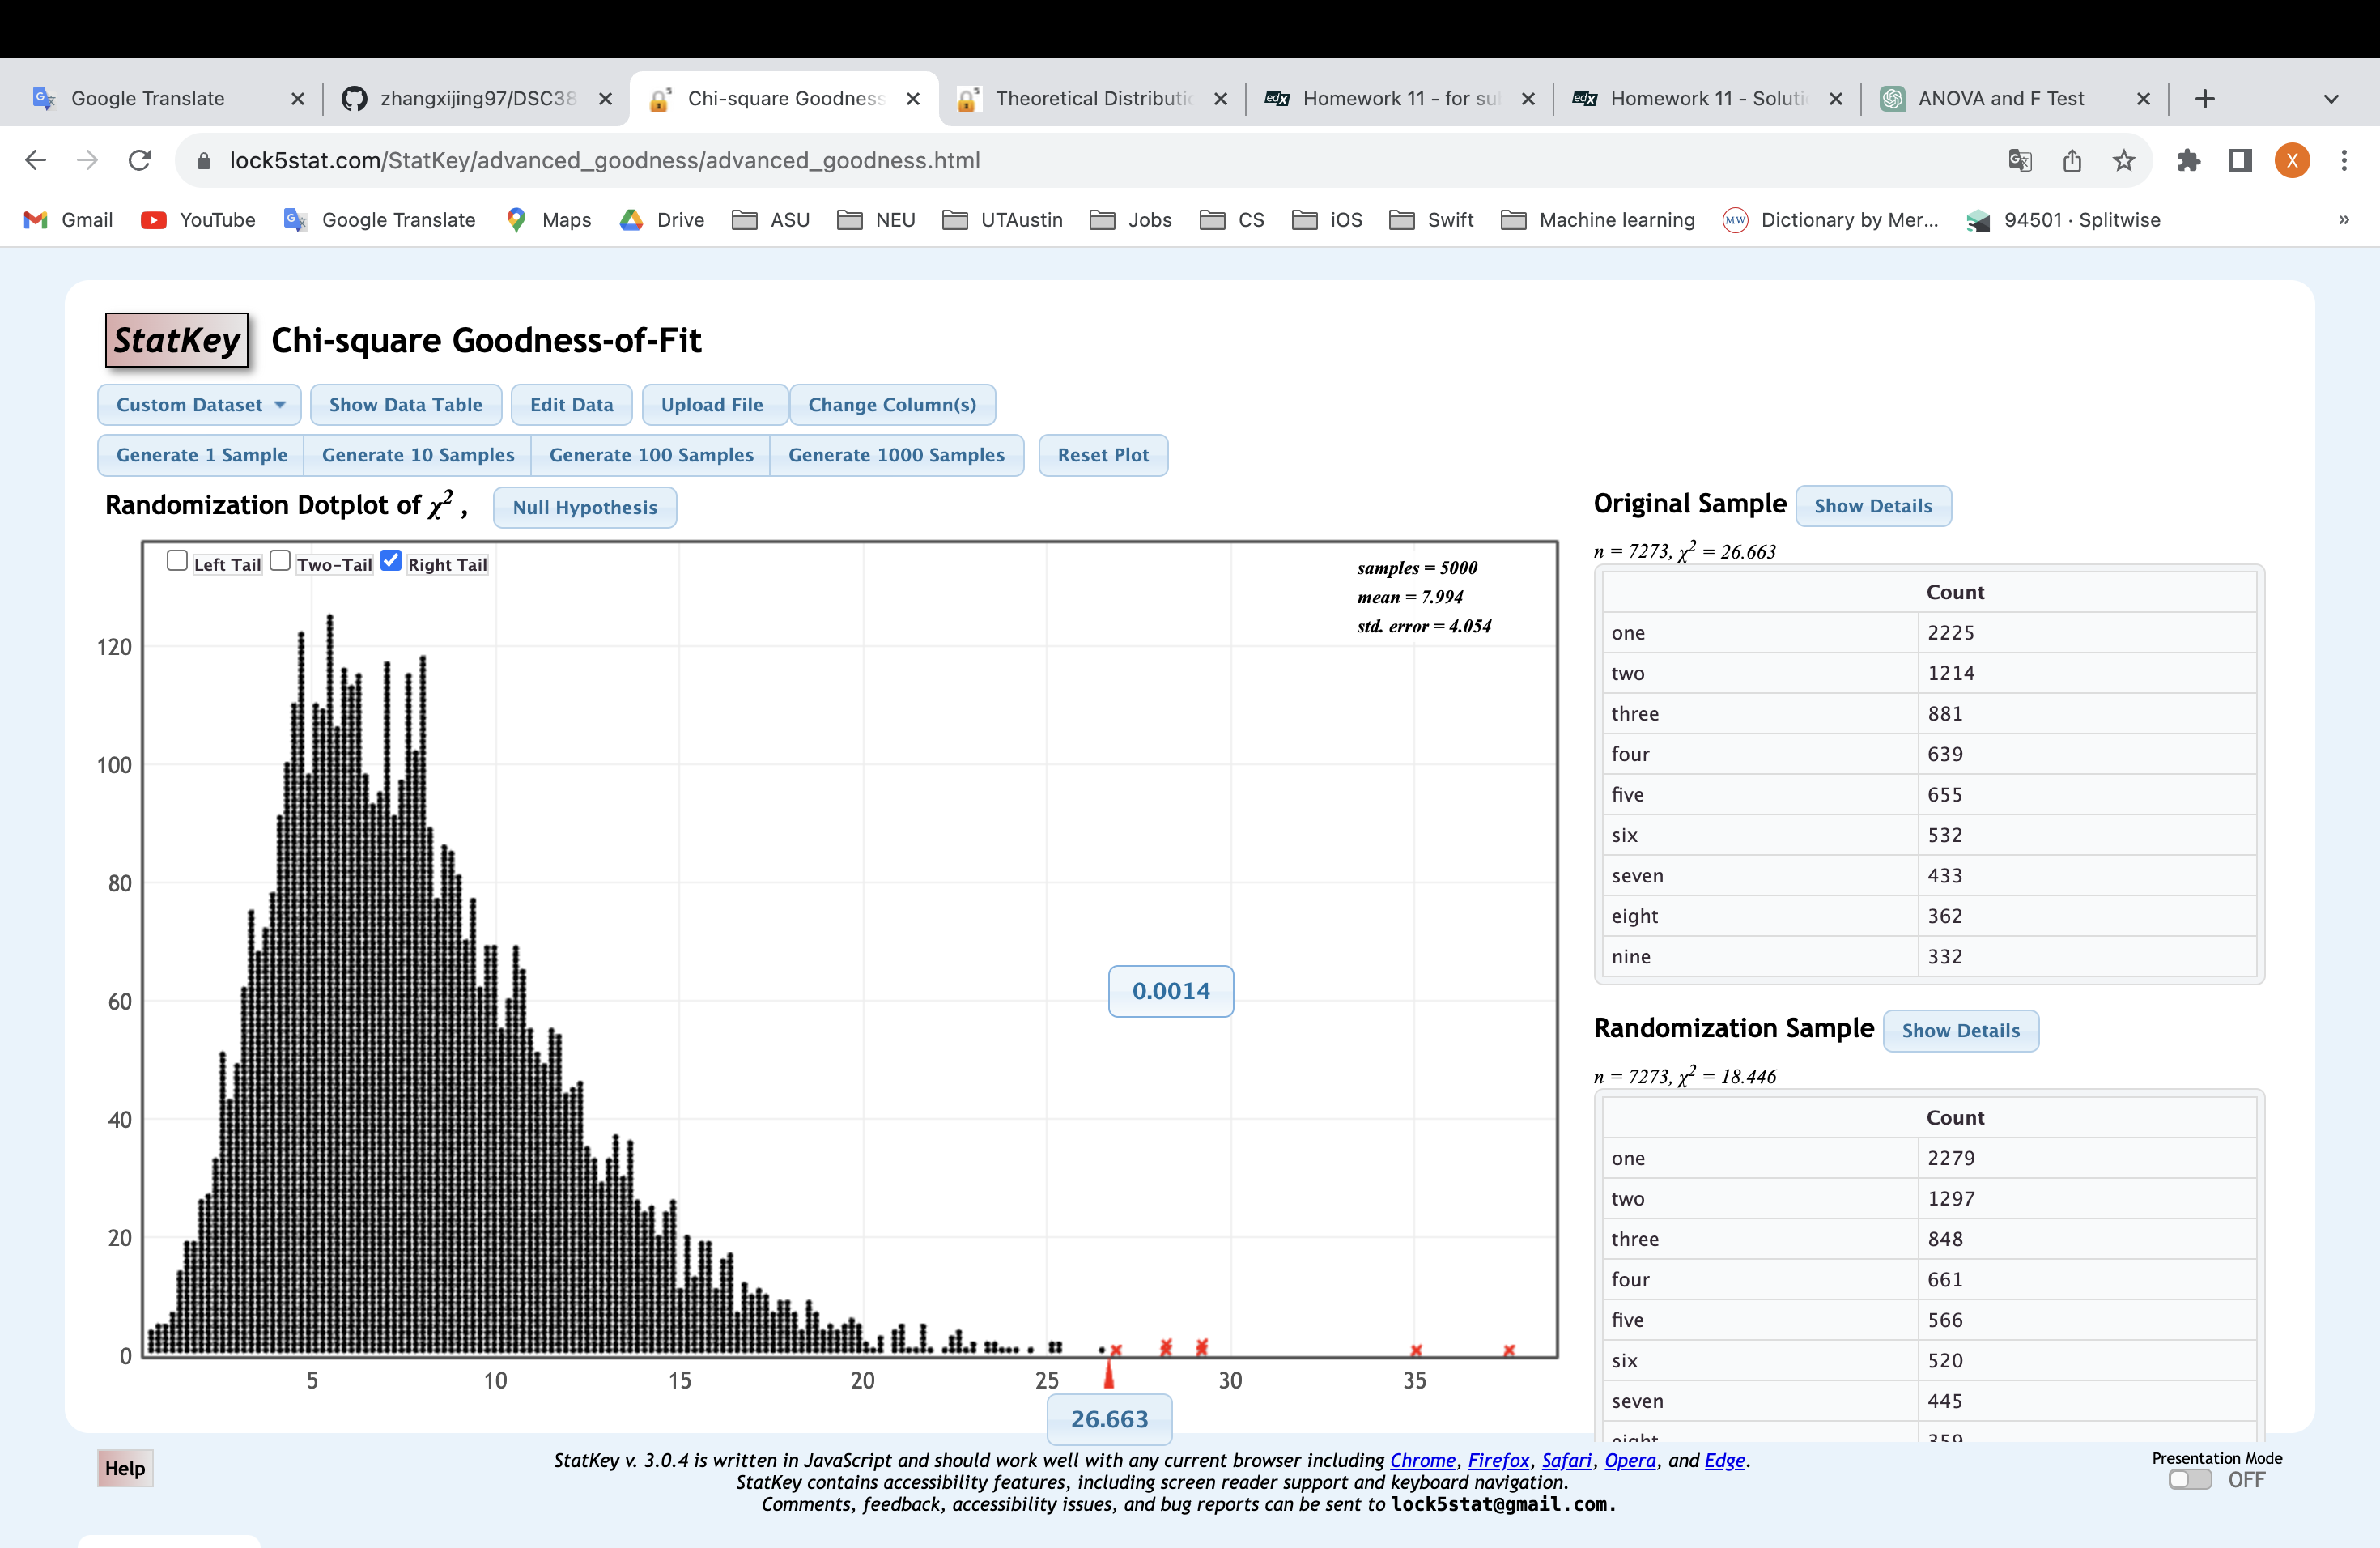 Google Translate
zhangxijing97/DSC38
Chi-square Goodness
Theoretical Distributic
Homework 11 - for sul
Homework 11 - Soluti
ANOVA and F Test
lock5stat.com/StatKey/advanced_goodness/advanced_goodness.html
X
Gmail
YouTube
Google Translate
Maps
Drive
ASU
NEU
UTAustin
Jobs
CS
iOS
Swift
Machine learning
Dictionary by Mer...
94501 · Splitwise
»
StatKey Chi-square Goodness-of-Fit
Custom Dataset Show Data Table Edit Data Upload File Change Column(s)
Generate 1 Sample Generate 10 Samples Generate 100 Samples Generate 1000 Samples Reset Plot
Randomization Dotplot of χ², Null Hypothesis
Left Tail Two-Tail Right Tail
samples = 5000
mean = 7.994
std. error = 4.054
120
100
80
60
40
20
0
5 10 15 20 25 30 35
0.0014
26.663
Original Sample Show Details
n = 7273, χ² = 26.663
Count
one 2225
two 1214
three 881
four 639
five 655
six 532
seven 433
eight 362
nine 332
Randomization Sample Show Details
n = 7273, χ² = 18.446
Count
one 2279
two 1297
three 848
four 661
five 566
six 520
seven 445
eight 359
Help
StatKey v. 3.0.4 is written in JavaScript and should work well with any current browser including Chrome, Firefox, Safari, Opera, and Edge.
StatKey contains accessibility features, including screen reader support and keyboard navigation.
Comments, feedback, accessibility issues, and bug reports can be sent to lock5stat@gmail.com.
Presentation Mode
OFF